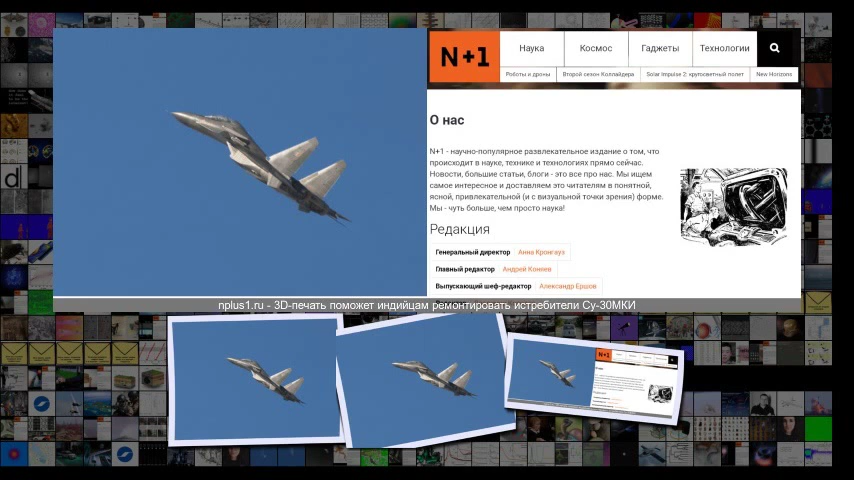 N+1
Наука
Космос
Гаджеты
Технологии
Роботы и дроны
Второй сезон Коллайдера
Solar Impulse 2: кругосветный полет
New Horizons
О нас
N+1 - научно-популярное развлекательное издание о том, что
происходит в науке, технике и технологиях прямо сейчас.
Новости, большие статьи, блоги - это все про нас. Мы ищем
самое интересное и доставляем это читателям в понятной,
ясной, привлекательной (и с визуальной точки зрения) форме.
Мы - чуть больше, чем просто наука!
Редакция
Генеральный директор Анна Кронгауз
Главный редактор Андрей Коняев
Выпускающий шеф-редактор Александр Ершов
nplus1.ru - 3D-печать поможет индийцам ремонтировать истребители Су-30МКИ
d